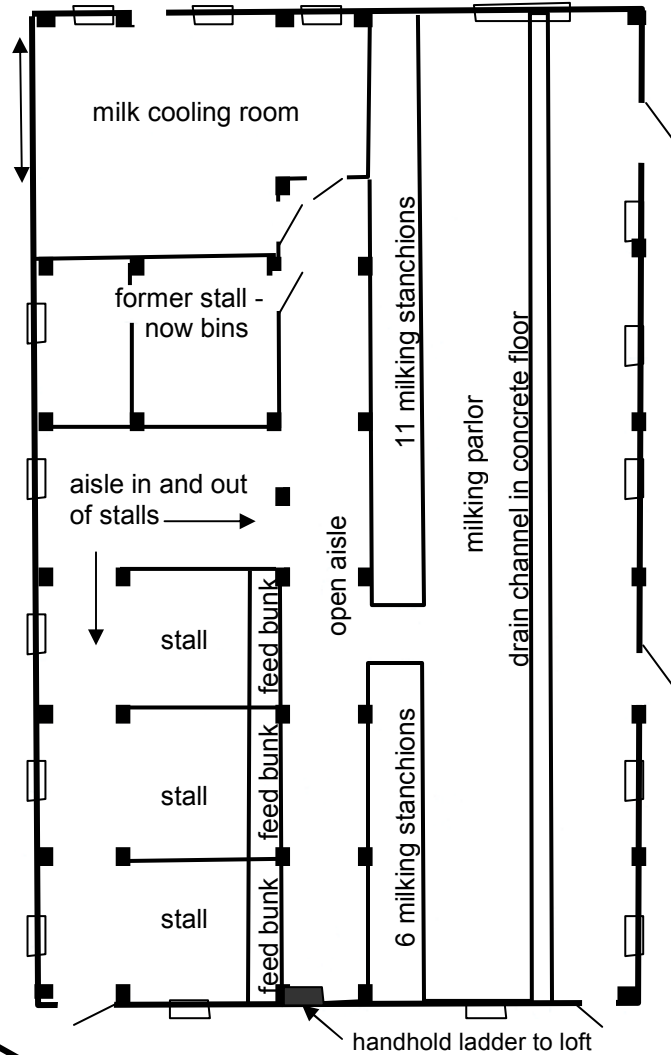 milk cooling room
former stall -
now bins
11 milking stanchions
milking parlor
drain channel in concrete floor
aisle in and out
of stalls
open aisle
stall
feed bunk
stall
feed bunk
6 milking stanchions
stall
feed bunk
handhold ladder to loft